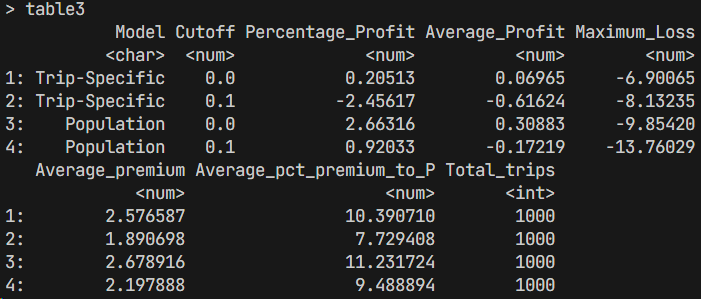 > table3
Model Cutoff Percentage_Profit Average_Profit Maximum_Loss
<char> <num> <num> <num> <num>
1: Trip-Specific 0.0 0.20513 0.06965 -6.90065
2: Trip-Specific 0.1 -2.45617 -0.61624 -8.13235
3: Population 0.0 2.66316 0.30883 -9.85420
4: Population 0.1 0.92033 -0.17219 -13.76029
Average_premium Average_pct_premium_to_P Total_trips
<num> <num> <int>
1: 2.576587 10.390710 1000
2: 1.890698 7.729408 1000
3: 2.678916 11.231724 1000
4: 2.197888 9.488894 1000